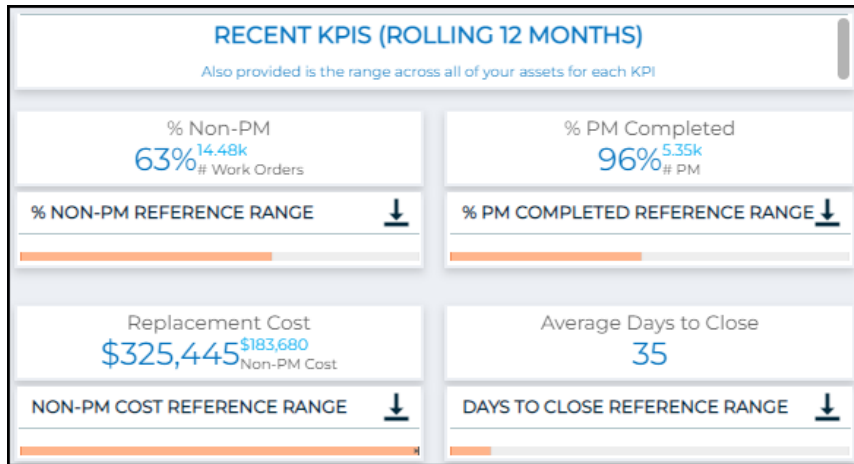 RECENT KPIS (ROLLING 12 MONTHS)
Also provided is the range across all of your assets for each KPI
% Non-PM
63% 14.48k
# Work Orders
% NON-PM REFERENCE RANGE
% PM Completed
96% 5.35k
# PM
% PM COMPLETED REFERENCE RANGE
Replacement Cost
$325,445 $183,680
Non-PM Cost
NON-PM COST REFERENCE RANGE
Average Days to Close
35
DAYS TO CLOSE REFERENCE RANGE